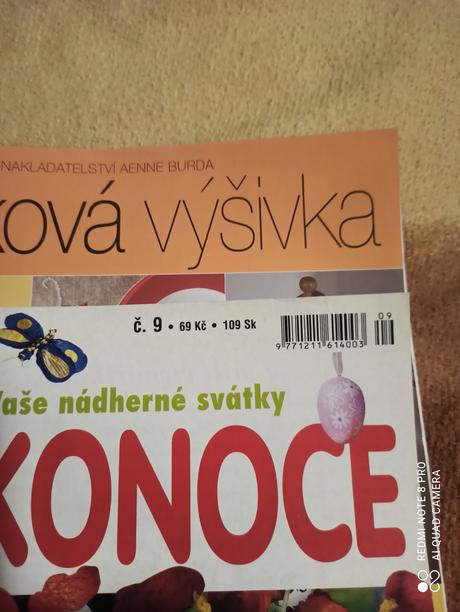 NAKLADATELSTVÍ AENNE BURDA
ková výšivka
č. 9 • 69 Kč • 109 Sk
09
9 771211 614003
Vaše nádherné svátky
KONOCE
REDMI NOTE 8 PRO
AI QUAD CAMERA